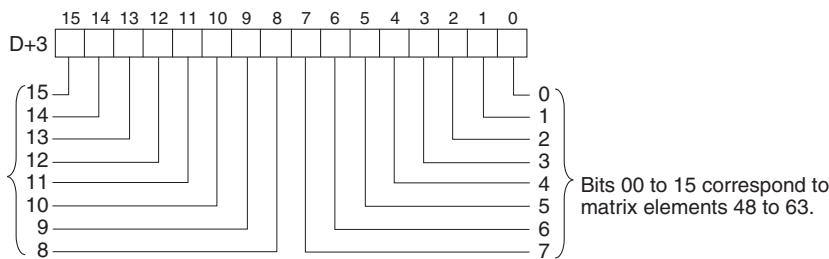 15 14 13 12 11 10 9 8 7 6 5 4 3 2 1 0
D+3
15 0
14 1
13 2
12 3
11 4
10 5
9 6
8 7
Bits 00 to 15 correspond to
matrix elements 48 to 63.